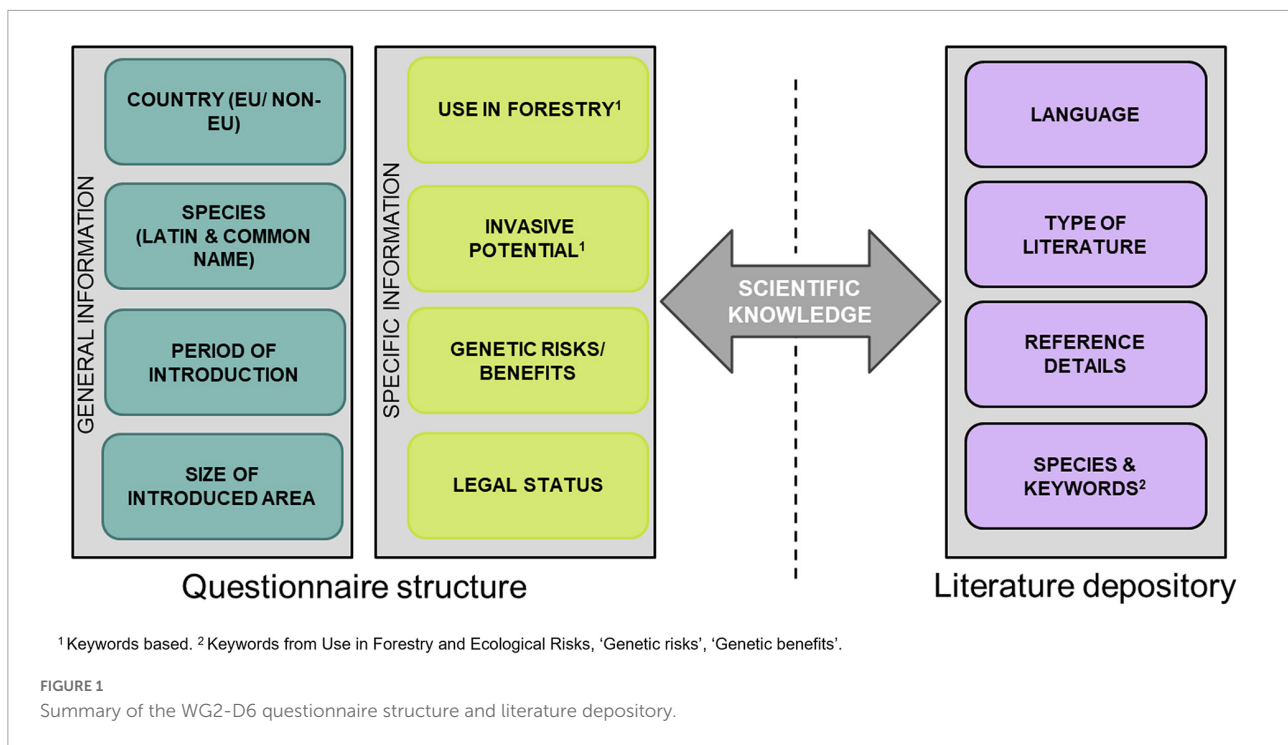 GENERAL INFORMATION
COUNTRY (EU/ NON-
EU)
SPECIES
(LATIN & COMMON
NAME)
PERIOD OF
INTRODUCTION
SIZE OF
INTRODUCED AREA
SPECIFIC INFORMATION
USE IN FORESTRY¹
INVASIVE
POTENTIAL¹
GENETIC RISKS/
BENEFITS
LEGAL STATUS
Questionnaire structure
SCIENTIFIC
KNOWLEDGE
LANGUAGE
TYPE OF
LITERATURE
REFERENCE
DETAILS
SPECIES &
KEYWORDS²
Literature depository
¹ Keywords based. ² Keywords from Use in Forestry and Ecological Risks, ‘Genetic risks’, ‘Genetic benefits’.
FIGURE 1
Summary of the WG2-D6 questionnaire structure and literature depository.